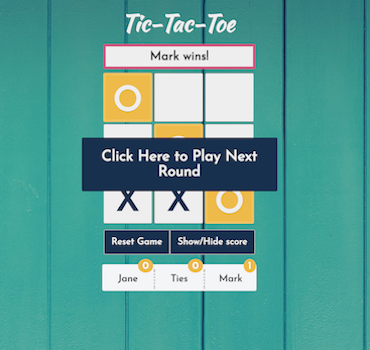 Tic-Tac-Toe
Mark wins!
O
Click Here to Play Next
Round
X X O
Reset Game Show/Hide score
0 0 1
Jane Ties Mark